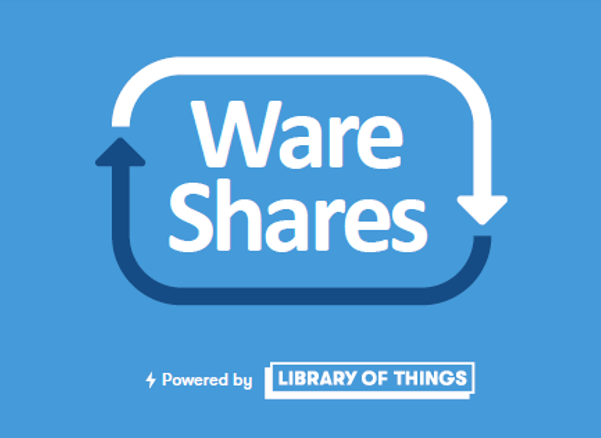 Ware
Shares
Powered by LIBRARY OF THINGS